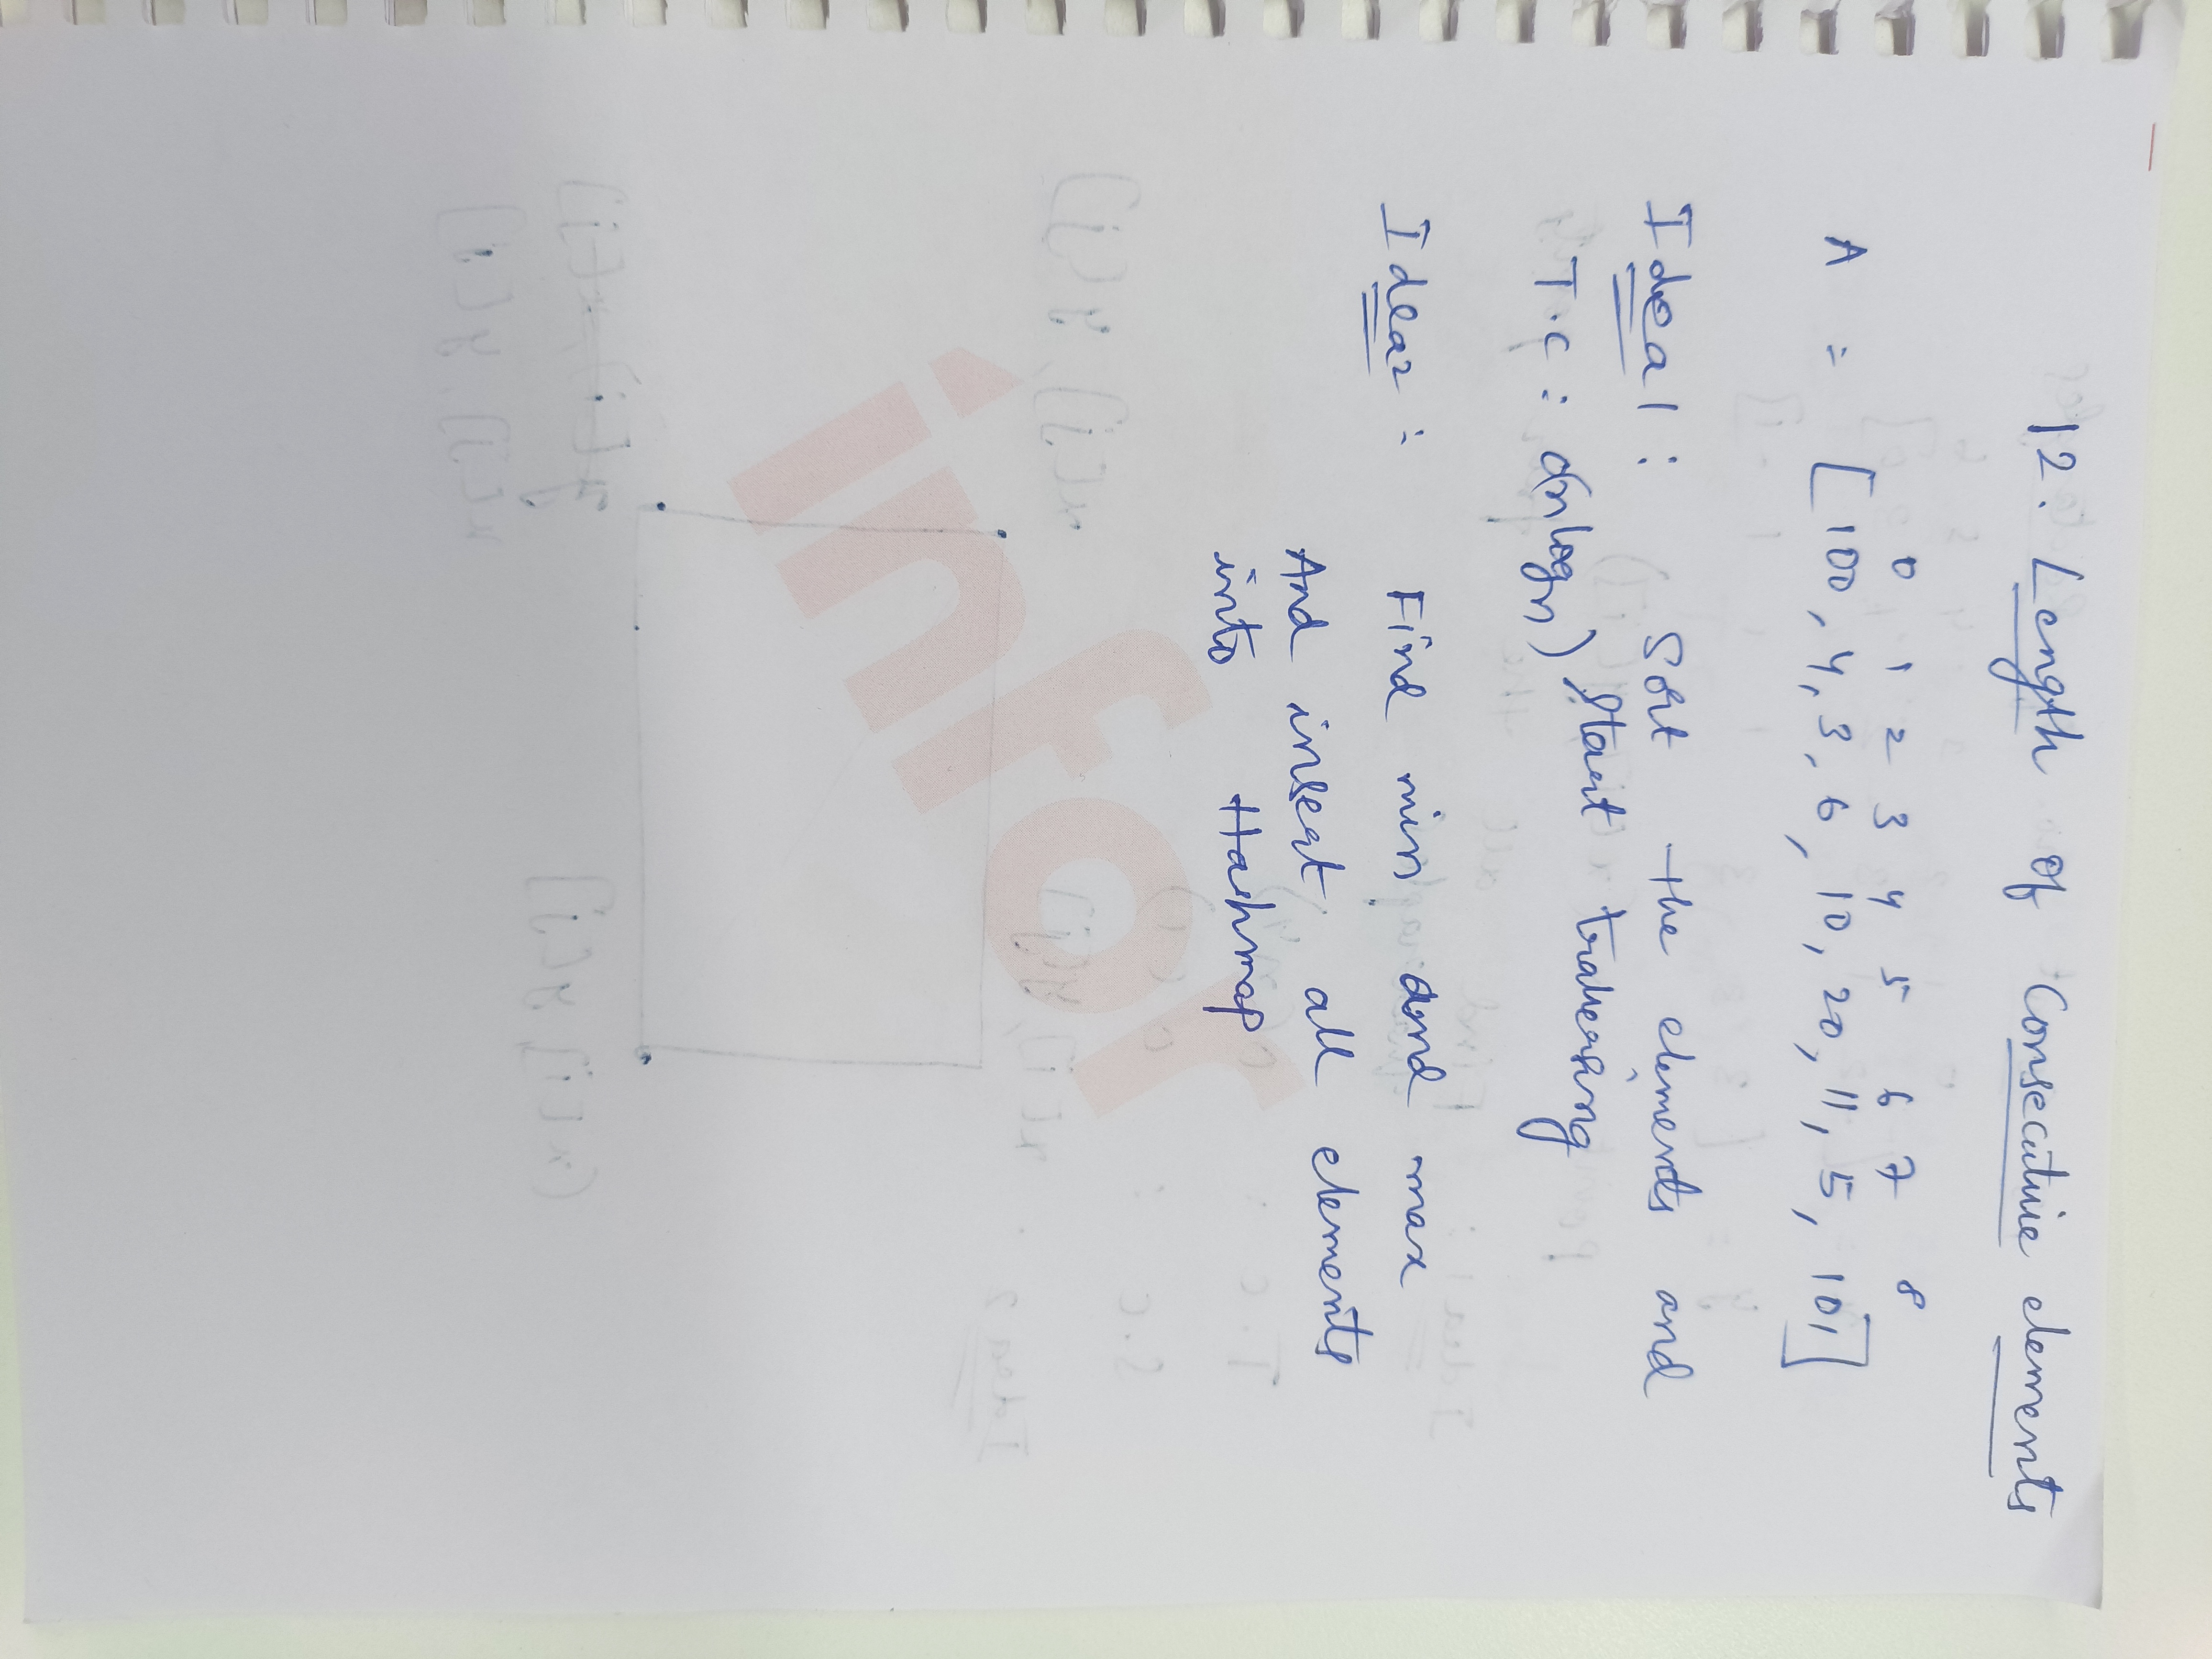 12. Length of Consecutive elements
0 1 2 3 4 5 6 7 8
A = [100, 4, 3, 6, 10, 20, 11, 5, 101]
Idea 1 : Sort the elements and
T.C : O(nlogn) Start traversing
Idea2 : Find min and max
And insert all elements
into Hashmap
infor